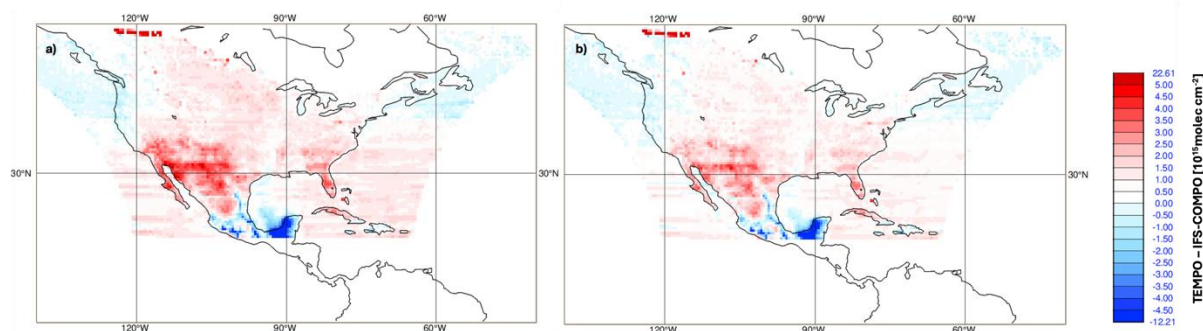 120°W 90°W 60°W
a)
30°N
120°W 90°W 60°W
120°W 90°W 60°W
b)
30°N
120°W 90°W 60°W
22.61
5.00
4.50
4.00
3.50
3.00
2.50
2.00
1.50
1.00
0.50
0.00
-0.50
-1.00
-1.50
-2.00
-2.50
-3.00
-3.50
-4.00
-4.50
-12.21
TEMPO – IFS-COMPO [10¹⁵molec cm⁻²]